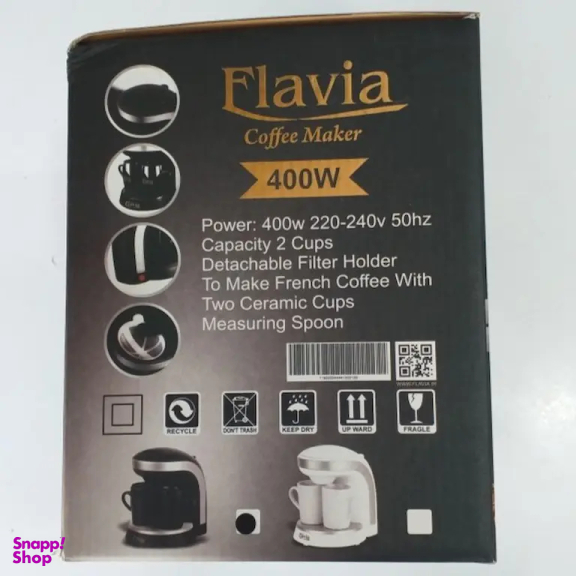 Flavia
Coffee Maker
400W
Power: 400w 220-240v 50hz
Capacity 2 Cups
Detachable Filter Holder
To Make French Coffee With
Two Ceramic Cups
Measuring Spoon
RECYCLE
DON'T TRASH
KEEP DRY
UP WARD
FRAGLE
Snapp!
Shop